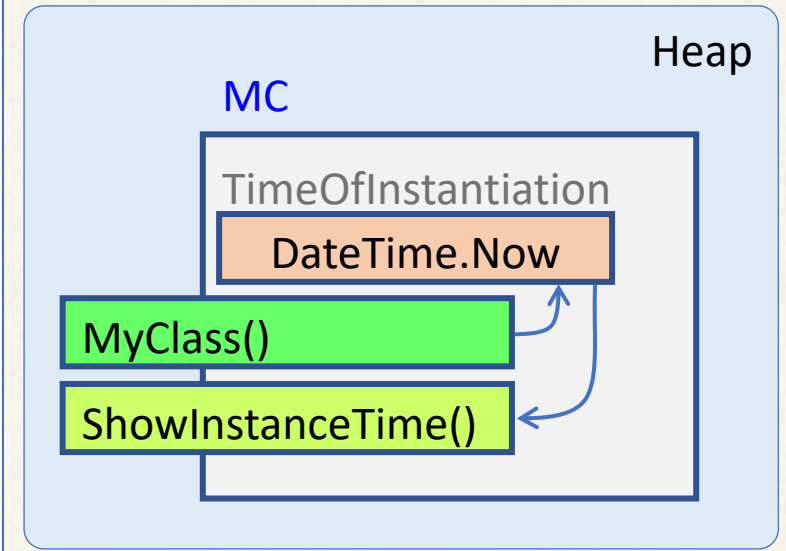 Heap
MC
TimeOfInstantiation
DateTime.Now
MyClass()
ShowInstanceTime()